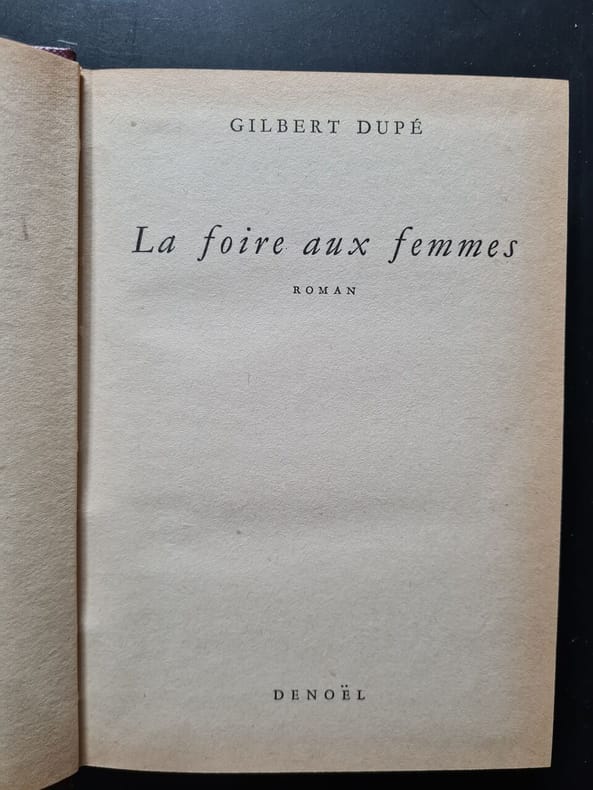 GILBERT DUPÉ
La foire aux femmes
ROMAN
DENOËL